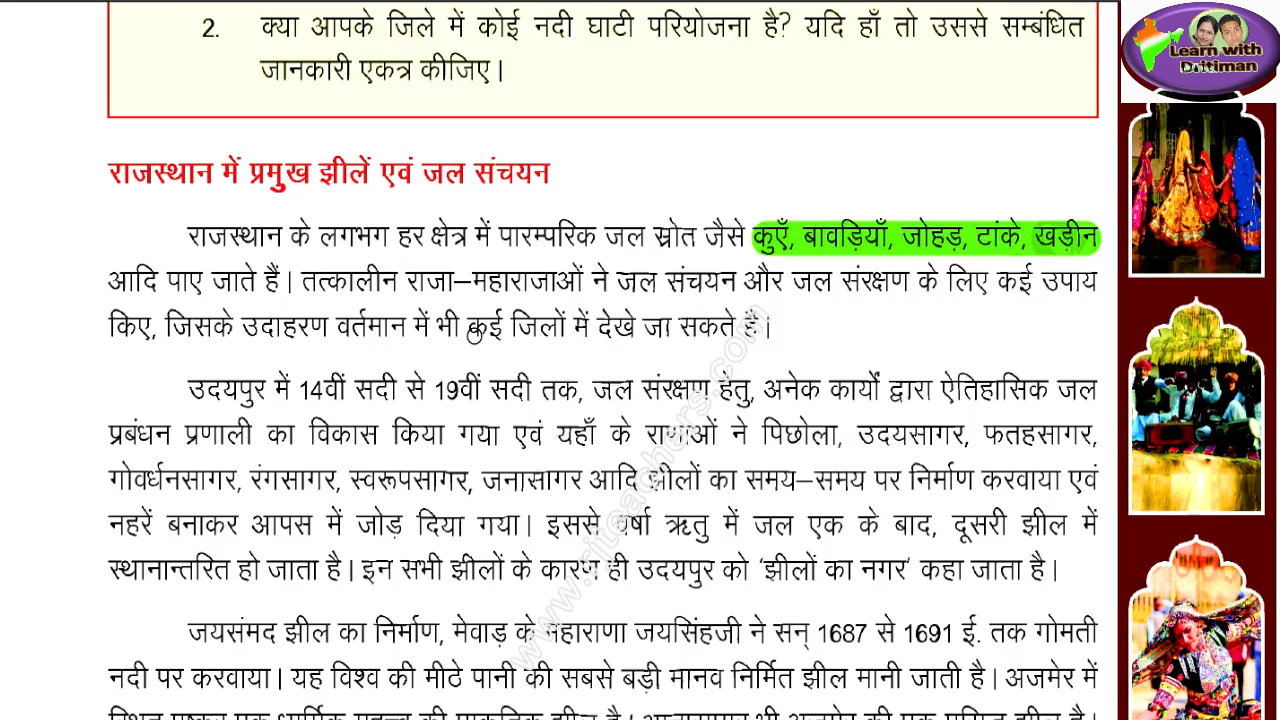 2. क्या आपके जिले में कोई नदी घाटी परियोजना है? यदि हाँ तो उससे सम्बंधित
जानकारी एकत्र कीजिए।
Learn with
Dritiman
राजस्थान में प्रमुख झीलें एवं जल संचयन
राजस्थान के लगभग हर क्षेत्र में पारम्परिक जल स्रोत जैसे कुएँ, बावड़ियाँ, जोहड़, टांके, खड़ीन
आदि पाए जाते हैं। तत्कालीन राजा–महाराजाओं ने जल संचयन और जल संरक्षण के लिए कई उपाय
किए, जिसके उदाहरण वर्तमान में भी कई जिलों में देखे जा सकते हैं।
उदयपुर में 14वीं सदी से 19वीं सदी तक, जल संरक्षण हेतु, अनेक कार्यों द्वारा ऐतिहासिक जल
प्रबंधन प्रणाली का विकास किया गया एवं यहाँ के राणाओं ने पिछोला, उदयसागर, फतहसागर,
गोवर्धनसागर, रंगसागर, स्वरूपसागर, जनासागर आदि झीलों का समय–समय पर निर्माण करवाया एवं
नहरें बनाकर आपस में जोड़ दिया गया। इससे वर्षा ऋतु में जल एक के बाद, दूसरी झील में
स्थानान्तरित हो जाता है। इन सभी झीलों के कारण ही उदयपुर को ‘झीलों का नगर’ कहा जाता है।
जयसंमद झील का निर्माण, मेवाड़ के महाराणा जयसिंहजी ने सन् 1687 से 1691 ई. तक गोमती
नदी पर करवाया। यह विश्व की मीठे पानी की सबसे बड़ी मानव निर्मित झील मानी जाती है। अजमेर में